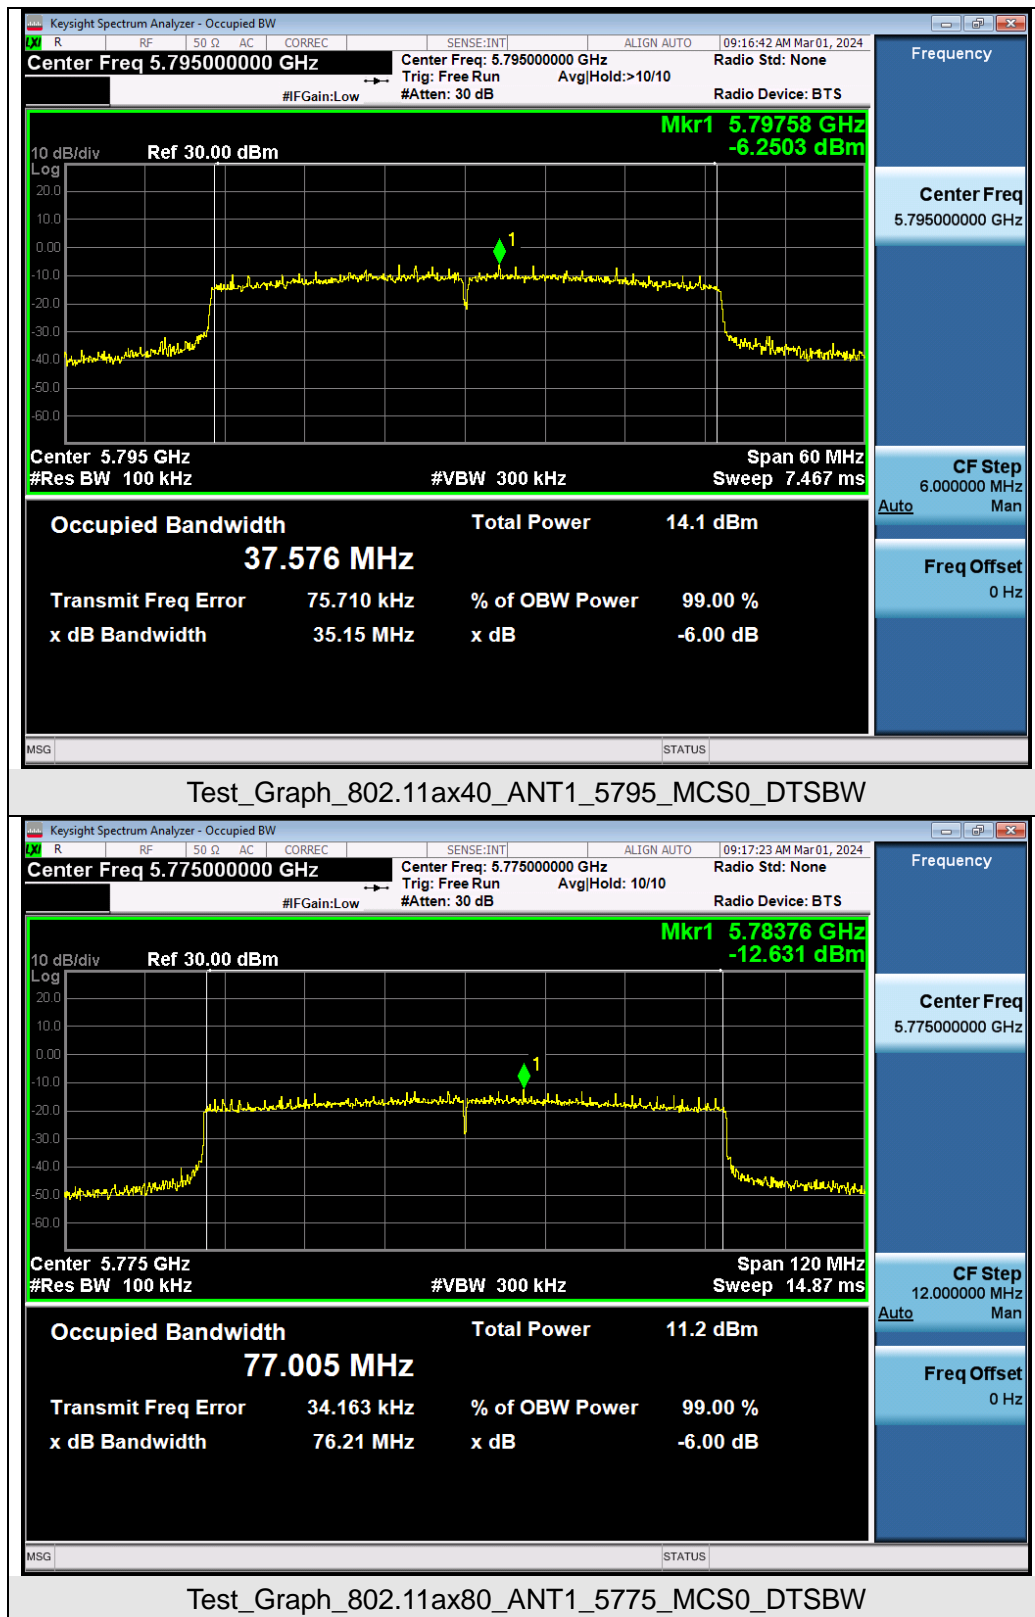 Keysight Spectrum Analyzer - Occupied BW
LXI R RF 50 Ω AC CORREC SENSE:INT ALIGN AUTO 09:16:42 AM Mar 01, 2024
Center Freq 5.795000000 GHz Center Freq: 5.795000000 GHz Radio Std: None
Trig: Free Run Avg|Hold:>10/10
#IFGain:Low #Atten: 30 dB Radio Device: BTS
Frequency
Mkr1 5.79758 GHz
-6.2503 dBm
10 dB/div Ref 30.00 dBm
Log
20.0
10.0
0.00
-10.0
-20.0
-30.0
-40.0
-50.0
-60.0
1
Center 5.795 GHz Span 60 MHz
#Res BW 100 kHz #VBW 300 kHz Sweep 7.467 ms
Center Freq
5.795000000 GHz
CF Step
6.000000 MHz
Auto Man
Freq Offset
0 Hz
Occupied Bandwidth Total Power 14.1 dBm
37.576 MHz
Transmit Freq Error 75.710 kHz % of OBW Power 99.00 %
x dB Bandwidth 35.15 MHz x dB -6.00 dB
MSG STATUS
Test_Graph_802.11ax40_ANT1_5795_MCS0_DTSBW
Keysight Spectrum Analyzer - Occupied BW
LXI R RF 50 Ω AC CORREC SENSE:INT ALIGN AUTO 09:17:23 AM Mar 01, 2024
Center Freq 5.775000000 GHz Center Freq: 5.775000000 GHz Radio Std: None
Trig: Free Run Avg|Hold: 10/10
#IFGain:Low #Atten: 30 dB Radio Device: BTS
Frequency
Mkr1 5.78376 GHz
-12.631 dBm
10 dB/div Ref 30.00 dBm
Log
20.0
10.0
0.00
-10.0
-20.0
-30.0
-40.0
-50.0
-60.0
1
Center 5.775 GHz Span 120 MHz
#Res BW 100 kHz #VBW 300 kHz Sweep 14.87 ms
Center Freq
5.775000000 GHz
CF Step
12.000000 MHz
Auto Man
Freq Offset
0 Hz
Occupied Bandwidth Total Power 11.2 dBm
77.005 MHz
Transmit Freq Error 34.163 kHz % of OBW Power 99.00 %
x dB Bandwidth 76.21 MHz x dB -6.00 dB
MSG STATUS
Test_Graph_802.11ax80_ANT1_5775_MCS0_DTSBW